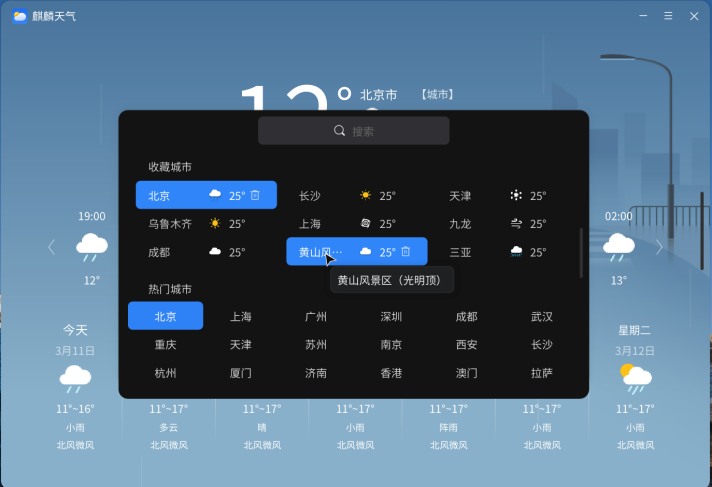 麒麟天气
北京市 【城市】
搜索
收藏城市
北京 25° 长沙 25° 天津 25°
乌鲁木齐 25° 上海 25° 九龙 25°
成都 25° 黄山风… 25° 三亚 25°
黄山风景区（光明顶）
热门城市
北京 上海 广州 深圳 成都 武汉
重庆 天津 苏州 南京 西安 长沙
杭州 厦门 济南 香港 澳门 拉萨
19:00 02:00
12° 13°
今天 星期二
3月11日 3月12日
11°~16° 11°~17° 11°~17° 11°~17° 11°~17° 11°~17° 11°~17°
小雨 多云 晴 小雨 阵雨 小雨 小雨
北风微风 北风微风 北风微风 北风微风 北风微风 北风微风 北风微风